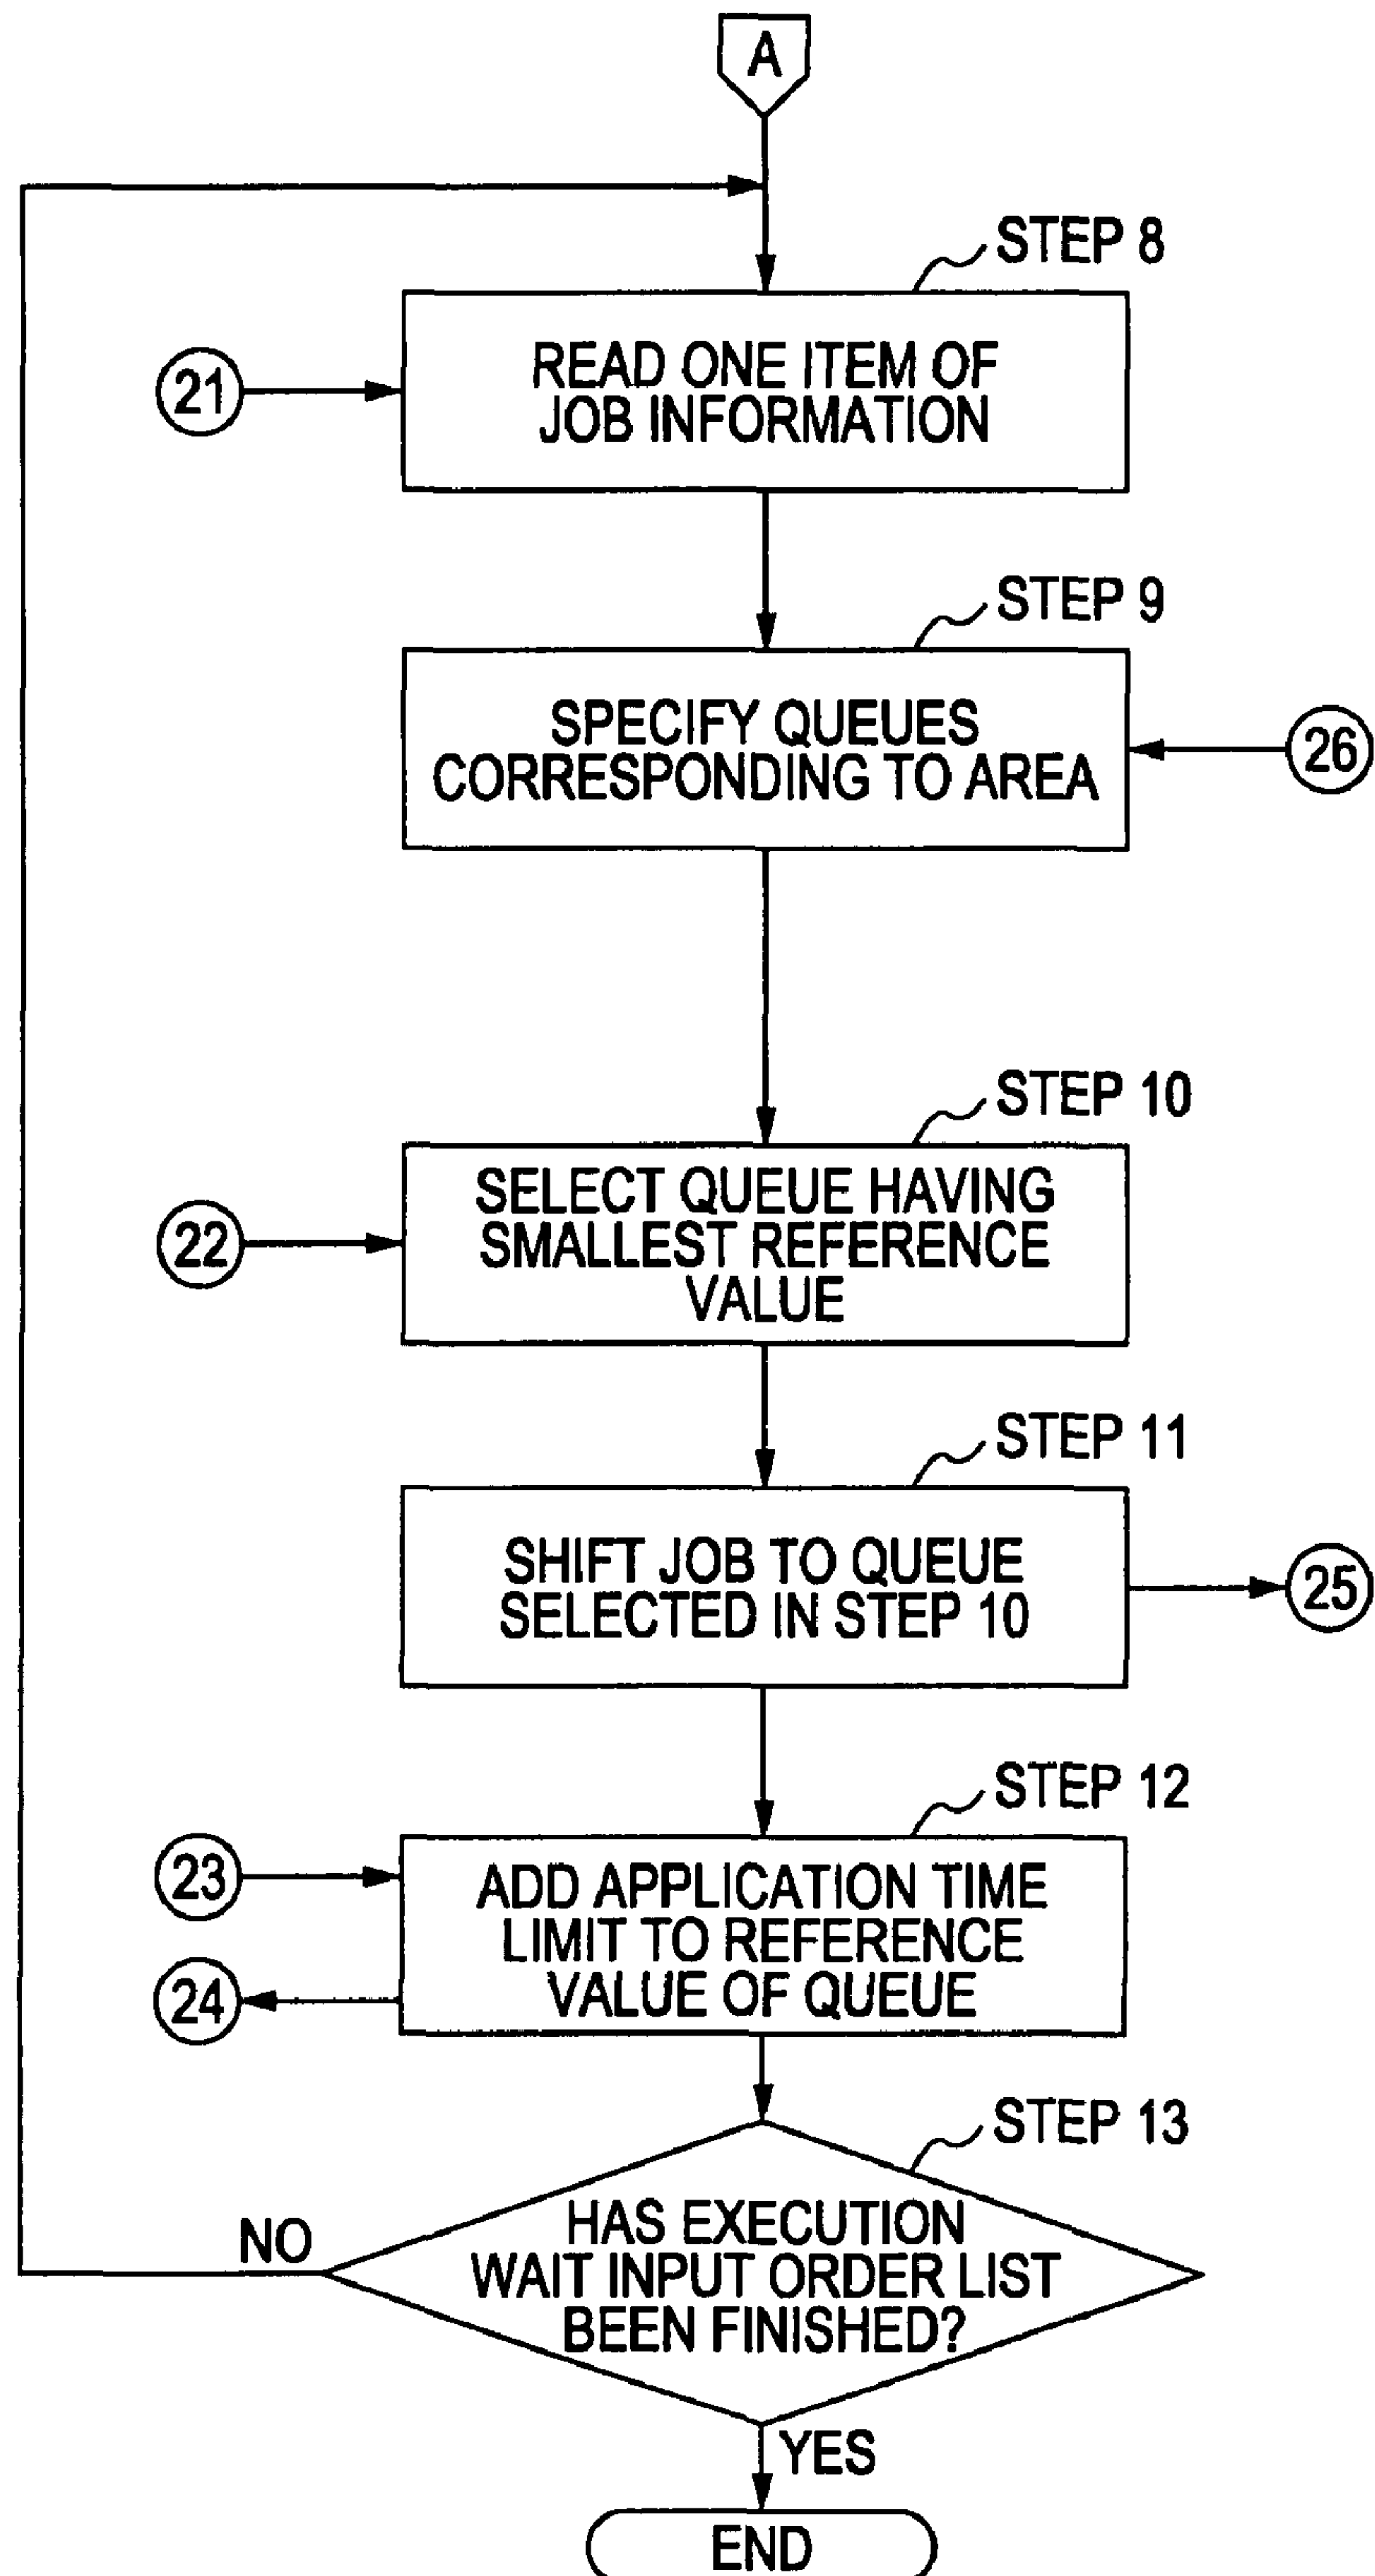 A
STEP 8
READ ONE ITEM OF
JOB INFORMATION
21
STEP 9
SPECIFY QUEUES
CORRESPONDING TO AREA
26
STEP 10
SELECT QUEUE HAVING
SMALLEST REFERENCE
VALUE
22
STEP 11
SHIFT JOB TO QUEUE
SELECTED IN STEP 10
25
STEP 12
23
ADD APPLICATION TIME
LIMIT TO REFERENCE
VALUE OF QUEUE
24
STEP 13
HAS EXECUTION
WAIT INPUT ORDER LIST
BEEN FINISHED?
NO
YES
END